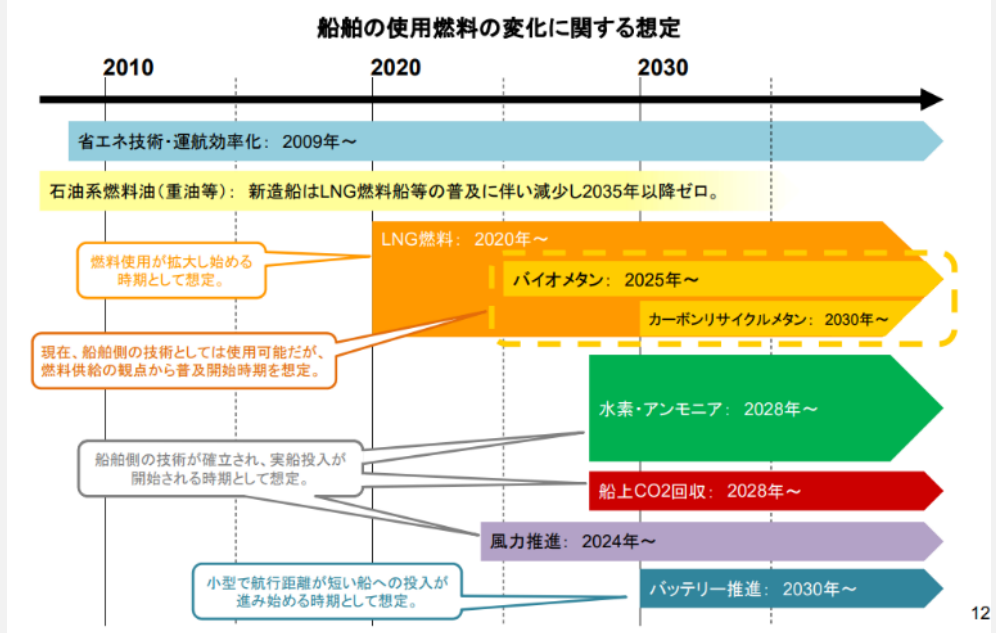 船舶の使用燃料の変化に関する想定
2010
2020
2030
省エネ技術・運航効率化： 2009年～
石油系燃料油（重油等）： 新造船はLNG燃料船等の普及に伴い減少し2035年以降ゼロ。
LNG燃料： 2020年～
燃料使用が拡大し始める
時期として想定。
バイオメタン： 2025年～
カーボンリサイクルメタン： 2030年～
現在、船舶側の技術としては使用可能だが、
燃料供給の観点から普及開始時期を想定。
水素・アンモニア： 2028年～
船舶側の技術が確立され、実船投入が
開始される時期として想定。
船上CO2回収： 2028年～
風力推進： 2024年～
小型で航行距離が短い船への投入が
進み始める時期として想定。
バッテリー推進： 2030年～
12